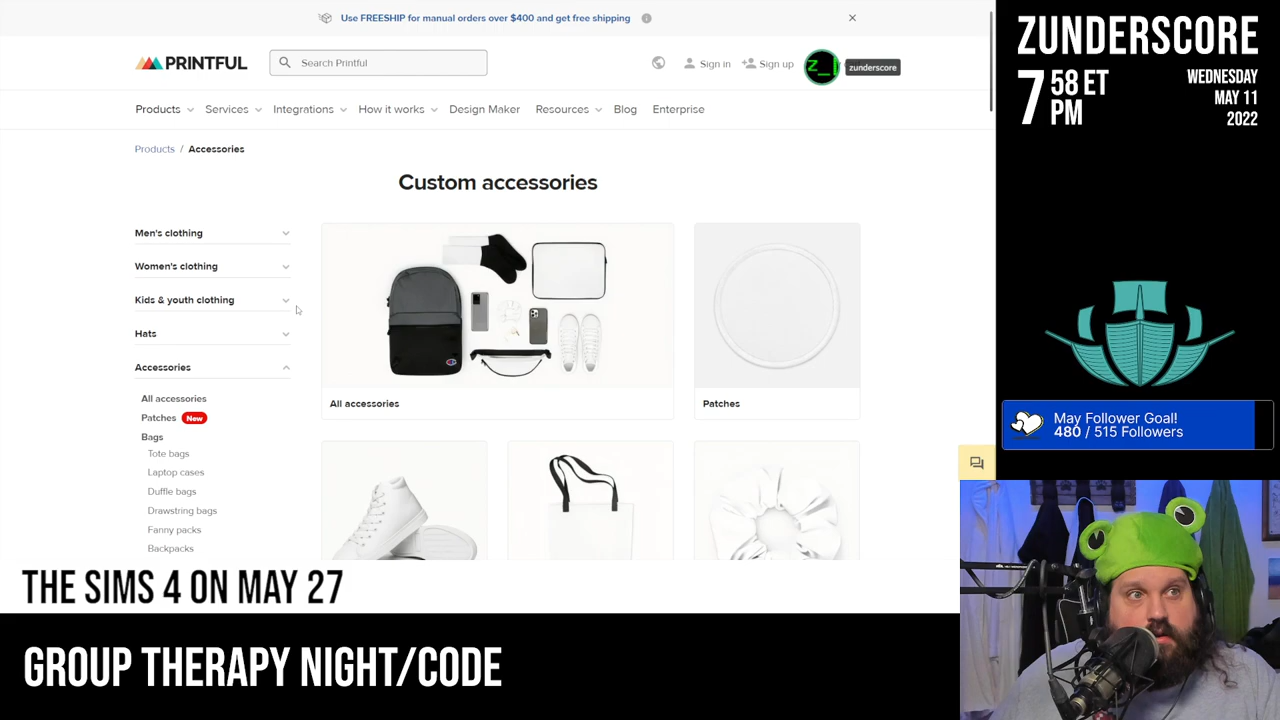 Use FREESHIP for manual orders over $400 and get free shipping
PRINTFUL
Search Printful
Sign in
Sign up
Z_
zunderscore
Products
Services
Integrations
How it works
Design Maker
Resources
Blog
Enterprise
Products / Accessories
Custom accessories
Men's clothing
Women's clothing
Kids & youth clothing
Hats
Accessories
All accessories
Patches New
Bags
Tote bags
Laptop cases
Duffle bags
Drawstring bags
Fanny packs
Backpacks
All accessories
Patches
ZUNDERSCORE
7 58 ET
PM
WEDNESDAY
MAY 11
2022
May Follower Goal!
480 / 515 Followers
THE SIMS 4 ON MAY 27
GROUP THERAPY NIGHT/CODE